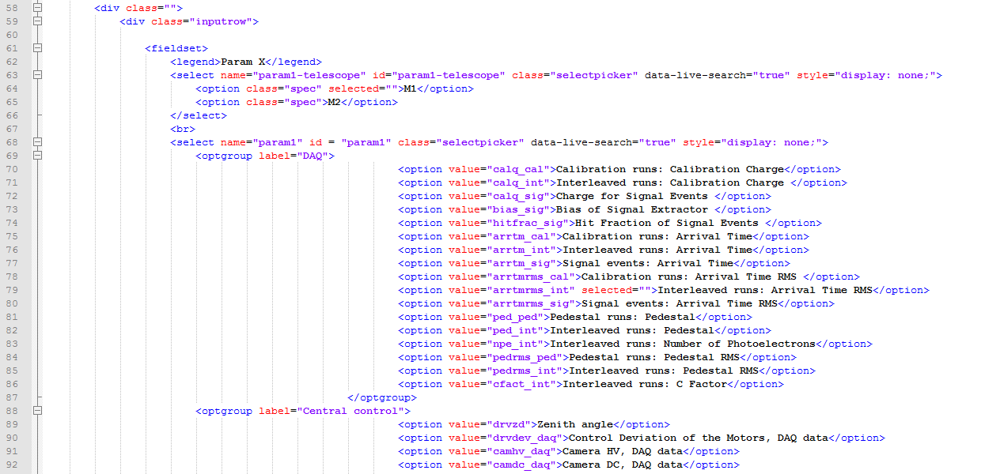 58 <div class="">
59 <div class="inputrow">
60
61 <fieldset>
62 <legend>Param X</legend>
63 <select name="param1-telescope" id="param1-telescope" class="selectpicker" data-live-search="true" style="display: none;">
64 <option class="spec" selected="">M1</option>
65 <option class="spec">M2</option>
66 </select>
67 <br>
68 <select name="param1" id = "param1" class="selectpicker" data-live-search="true" style="display: none;">
69 <optgroup label="DAQ">
70 <option value="calq_cal">Calibration runs: Calibration Charge</option>
71 <option value="calq_int">Interleaved runs: Calibration Charge </option>
72 <option value="calq_sig">Charge for Signal Events </option>
73 <option value="bias_sig">Bias of Signal Extractor </option>
74 <option value="hitfrac_sig">Hit Fraction of Signal Events </option>
75 <option value="arrtm_cal">Calibration runs: Arrival Time</option>
76 <option value="arrtm_int">Interleaved runs: Arrival Time</option>
77 <option value="arrtm_sig">Signal events: Arrival Time</option>
78 <option value="arrtmrms_cal">Calibration runs: Arrival Time RMS </option>
79 <option value="arrtmrms_int" selected="">Interleaved runs: Arrival Time RMS</option>
80 <option value="arrtmrms_sig">Signal events: Arrival Time RMS</option>
81 <option value="ped_ped">Pedestal runs: Pedestal</option>
82 <option value="ped_int">Interleaved runs: Pedestal</option>
83 <option value="npe_int">Interleaved runs: Number of Photoelectrons</option>
84 <option value="pedrms_ped">Pedestal runs: Pedestal RMS</option>
85 <option value="pedrms_int">Interleaved runs: Pedestal RMS</option>
86 <option value="cfact_int">Interleaved runs: C Factor</option>
87 </optgroup>
88 <optgroup label="Central control">
89 <option value="drvzd">Zenith angle</option>
90 <option value="drvdev_daq">Control Deviation of the Motors, DAQ data</option>
91 <option value="camhv_daq">Camera HV, DAQ data</option>
92 <option value="camdc_daq">Camera DC, DAQ data</option>